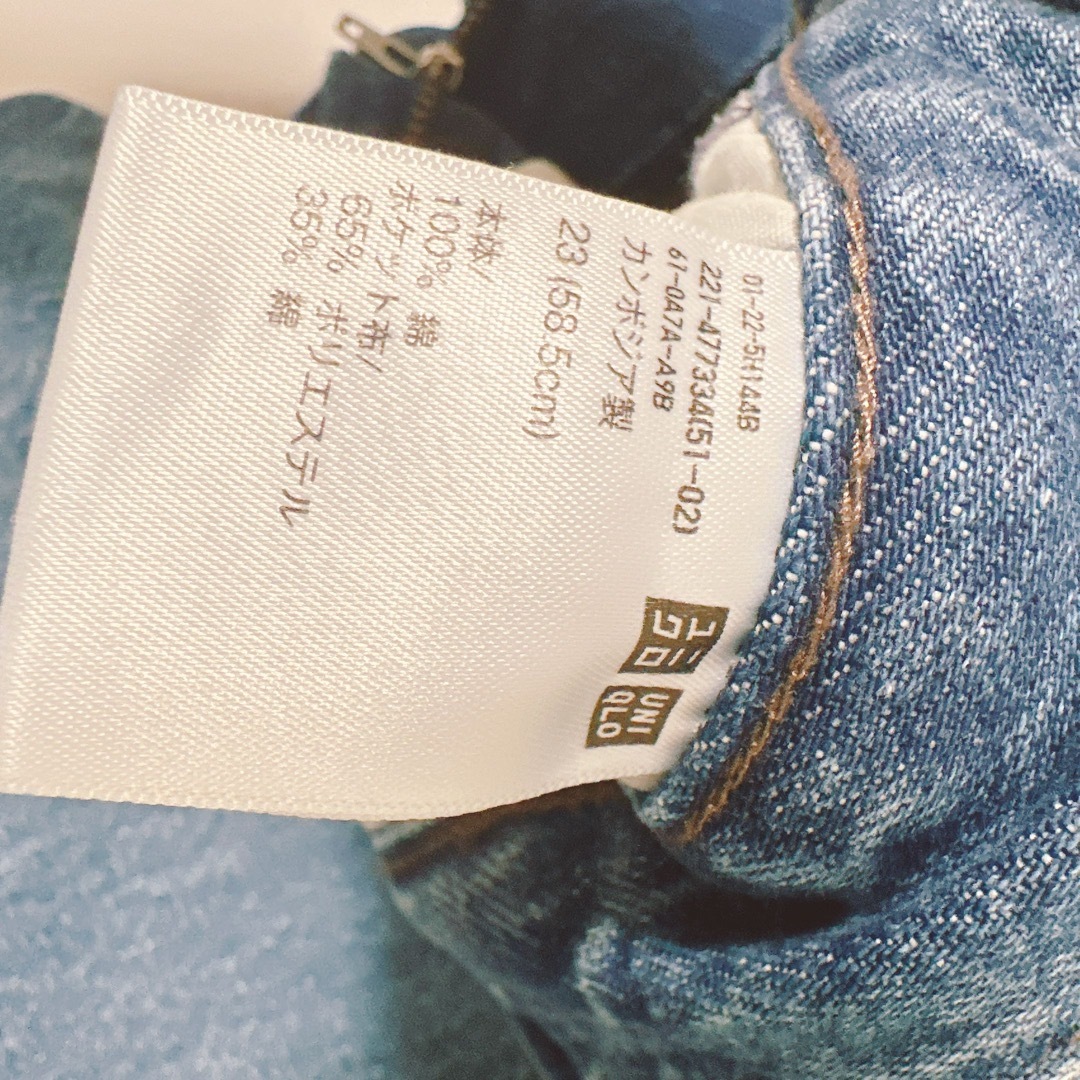 ユニ
クロ
UNI
QLO
01-22-5H144B
221-477334(51-02)
61-0A7A-A9B
カンボジア製
23 (58.5cm)
本体/
100% 綿
ポケット布/
65% ポリエステル
35% 綿